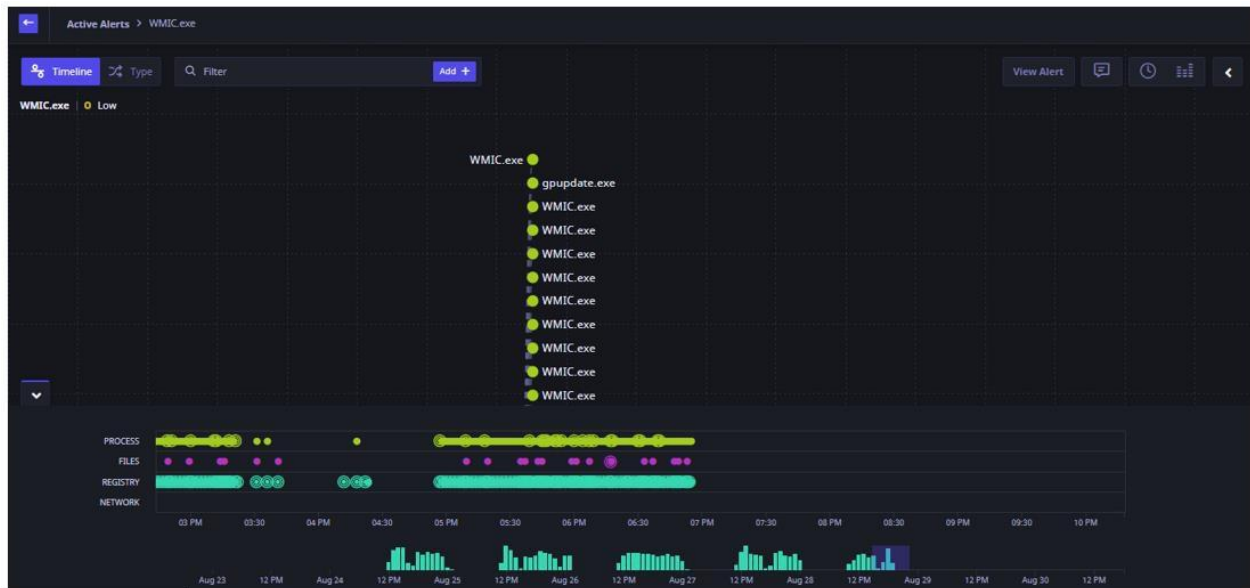 Active Alerts > WMIC.exe
Timeline Type Filter Add + View Alert
WMIC.exe | Low
WMIC.exe
gpupdate.exe
WMIC.exe
WMIC.exe
WMIC.exe
WMIC.exe
WMIC.exe
WMIC.exe
WMIC.exe
WMIC.exe
WMIC.exe
PROCESS
FILES
REGISTRY
NETWORK
03 PM 03:30 04 PM 04:30 05 PM 05:30 06 PM 06:30 07 PM 07:30 08 PM 08:30 09 PM 09:30 10 PM
Aug 23 12 PM Aug 24 12 PM Aug 25 12 PM Aug 26 12 PM Aug 27 12 PM Aug 28 12 PM Aug 29 12 PM Aug 30 12 PM